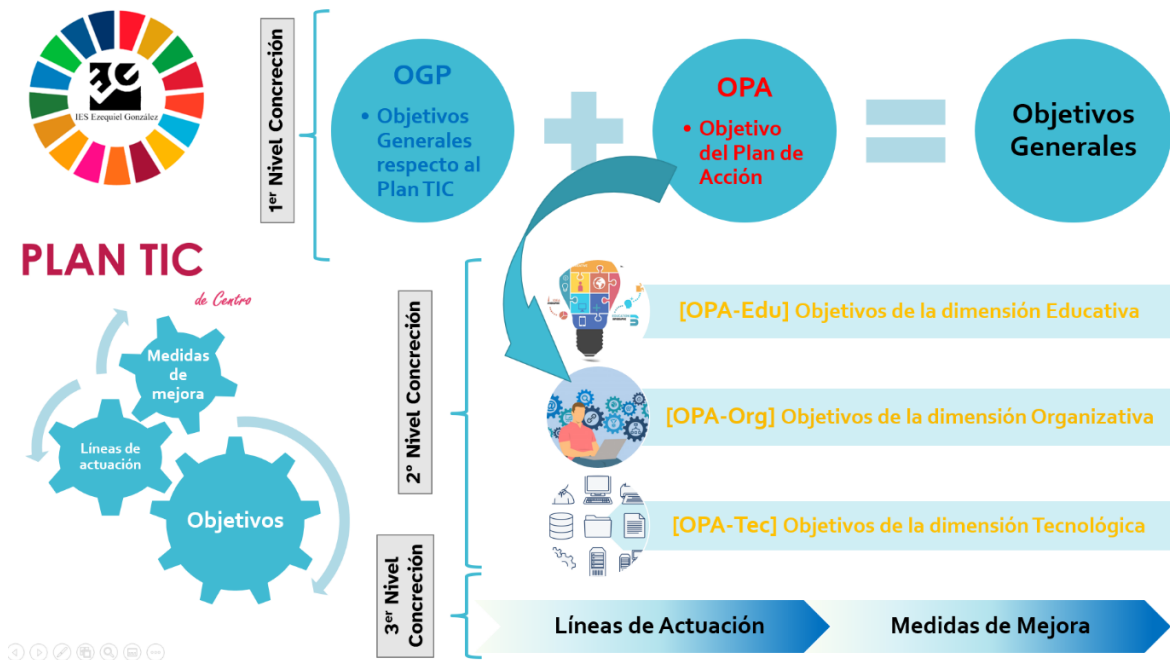 IES Ezequiel González
1er Nivel Concreción
OGP
• Objetivos
Generales
respecto al
Plan TIC
OPA
• Objetivo
del Plan de
Acción
Objetivos
Generales
PLAN TIC
de Centro
Medidas
de
mejora
Líneas de
actuación
Objetivos
2º Nivel Concreción
[OPA-Edu] Objetivos de la dimensión Educativa
[OPA-Org] Objetivos de la dimensión Organizativa
[OPA-Tec] Objetivos de la dimensión Tecnológica
3er Nivel
Concreción
Líneas de Actuación
Medidas de Mejora